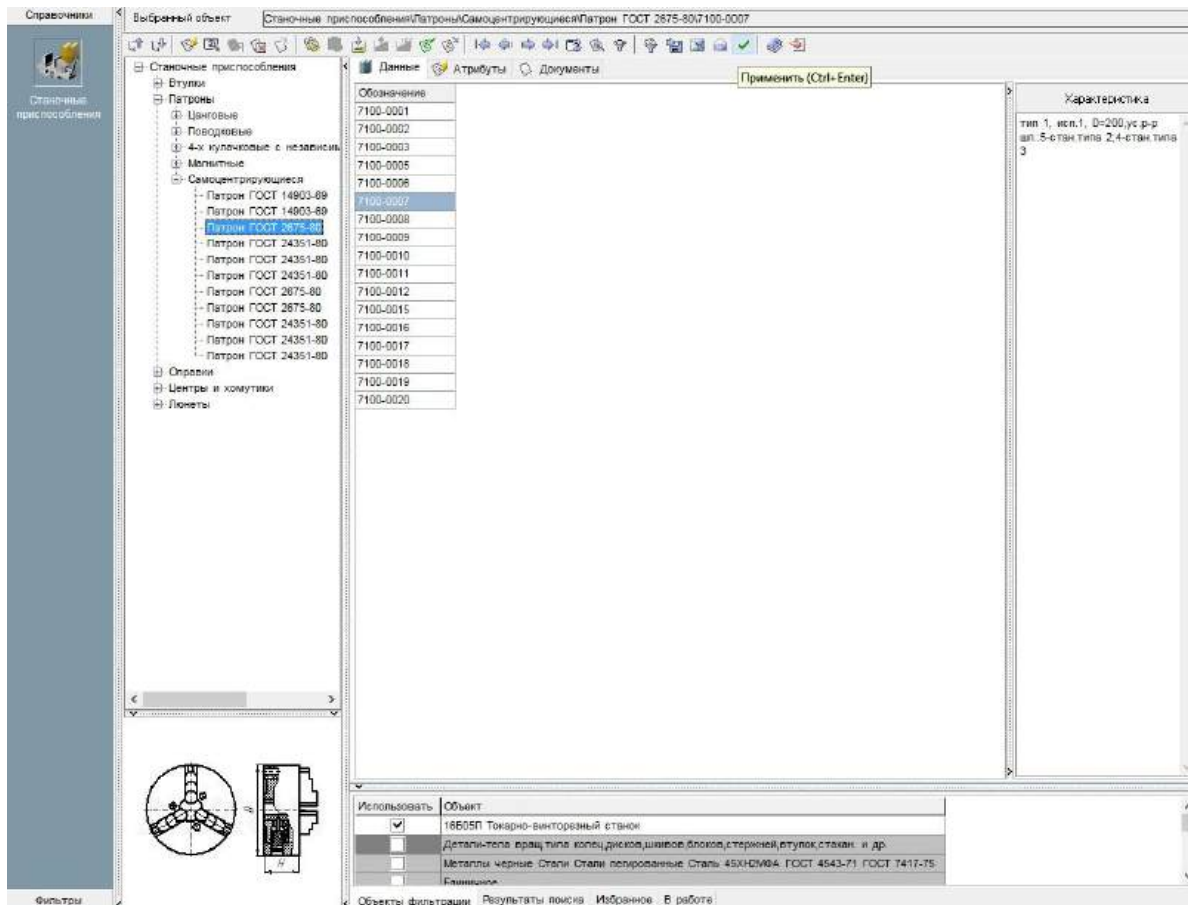 Справочники
Выбранный объект
Станочные приспособления\Патроны\Самоцентрирующиеся\Патрон ГОСТ 2675-80\7100-0007
Станочные приспособления
Станочные приспособления
Втулки
Патроны
Цанговые
Поводковые
4-х кулачковые с независим
Магнитные
Самоцентрирующиеся
Патрон ГОСТ 14903-69
Патрон ГОСТ 14903-69
Патрон ГОСТ 2675-80
Патрон ГОСТ 24351-80
Патрон ГОСТ 24351-80
Патрон ГОСТ 24351-80
Патрон ГОСТ 2675-80
Патрон ГОСТ 2675-80
Патрон ГОСТ 24351-80
Патрон ГОСТ 24351-80
Патрон ГОСТ 24351-80
Оправки
Центры и хомутики
Люнеты
Данные
Атрибуты
Документы
Применить (Ctrl+Enter)
Обозначение
7100-0001
7100-0002
7100-0003
7100-0005
7100-0006
7100-0007
7100-0008
7100-0009
7100-0010
7100-0011
7100-0012
7100-0015
7100-0016
7100-0017
7100-0018
7100-0019
7100-0020
Характеристика
тип 1, исп.1, D=200,ус.р-р
шп.:5-стан.типа 2;4-стан.типа
3
H
Использовать
Объект
16Б05П Токарно-винторезный станок
Детали-тела вращ.типа колец,дисков,шкивов,блоков,стержней,втулок,стакан. и др.
Металлы черные Стали Стали легированные Сталь 45ХН2МФА ГОСТ 4543-71 ГОСТ 7417-75
Единичное
Фильтры
Объекты фильтрации
Результаты поиска
Избранное
В работе